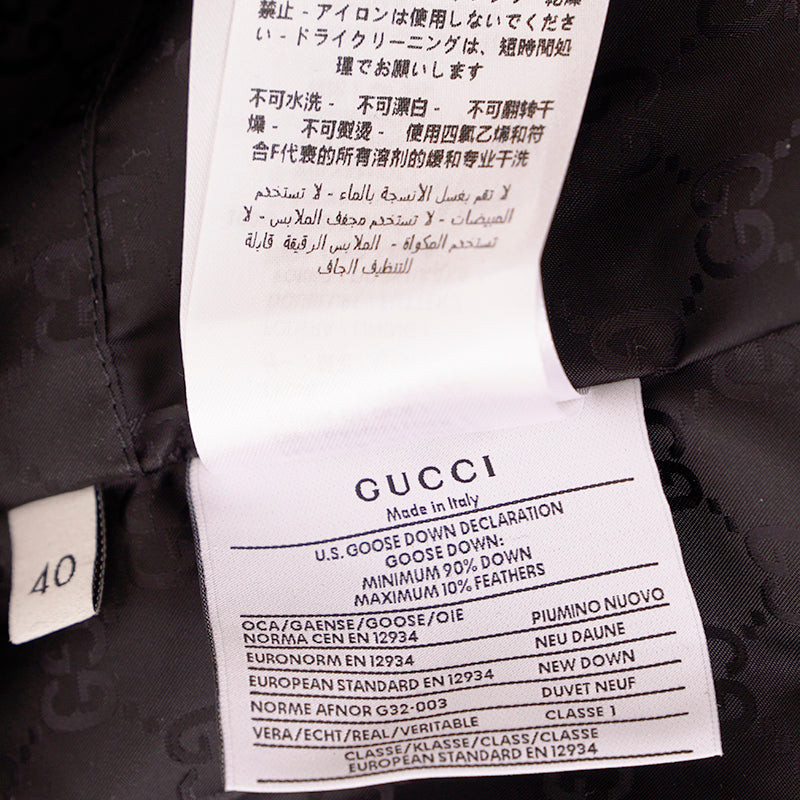 禁止 - アイロンは使用しないでくださ
い - ドライクリーニングは、短時間処
理でお願いします
不可水洗 - 不可漂白 - 不可翻转干
燥 - 不可熨烫 - 使用四氯乙烯和符
合F代表的所有溶剂的缓和专业干洗
لا تقم بغسل الأنسجة بالماء - لا تستخدم
المبيضات - لا تستخدم مجفف الملابس - لا
تستخدم المكواة - الملابس الرقيقة قابلة
للتنظيف الجاف
GUCCI
Made in Italy
U.S. GOOSE DOWN DECLARATION
GOOSE DOWN:
MINIMUM 90% DOWN
MAXIMUM 10% FEATHERS
OCA/GAENSE/GOOSE/OIE PIUMINO NUOVO
NORMA CEN EN 12934
EURONORM EN 12934 NEU DAUNE
EUROPEAN STANDARD EN 12934 NEW DOWN
NORME AFNOR G32-003 DUVET NEUF
VERA/ECHT/REAL/VERITABLE CLASSE 1
CLASSE/KLASSE/CLASS/CLASSE
EUROPEAN STANDARD EN 12934
40